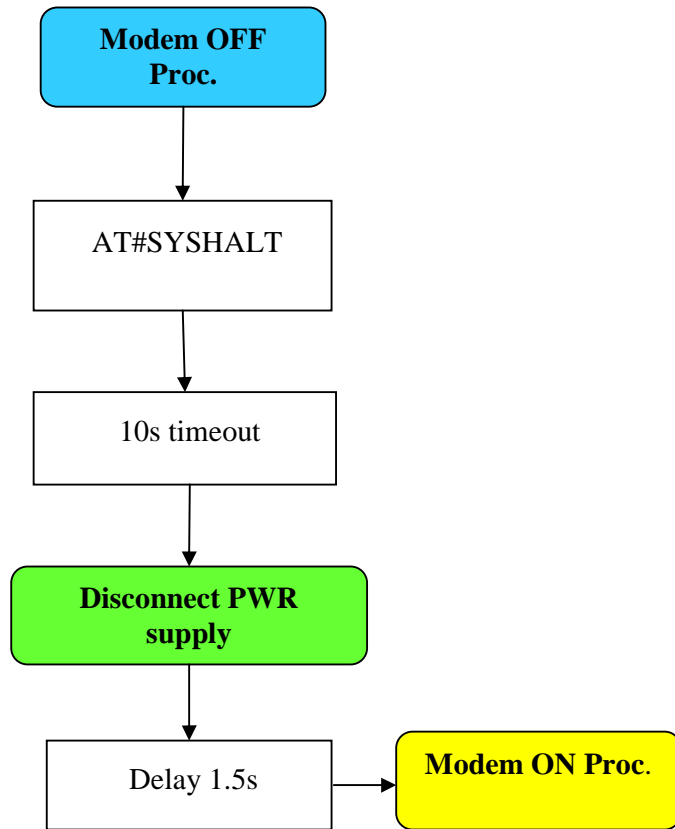 Modem OFF
Proc.
AT#SYSHALT
10s timeout
Disconnect PWR
supply
Delay 1.5s
Modem ON Proc.